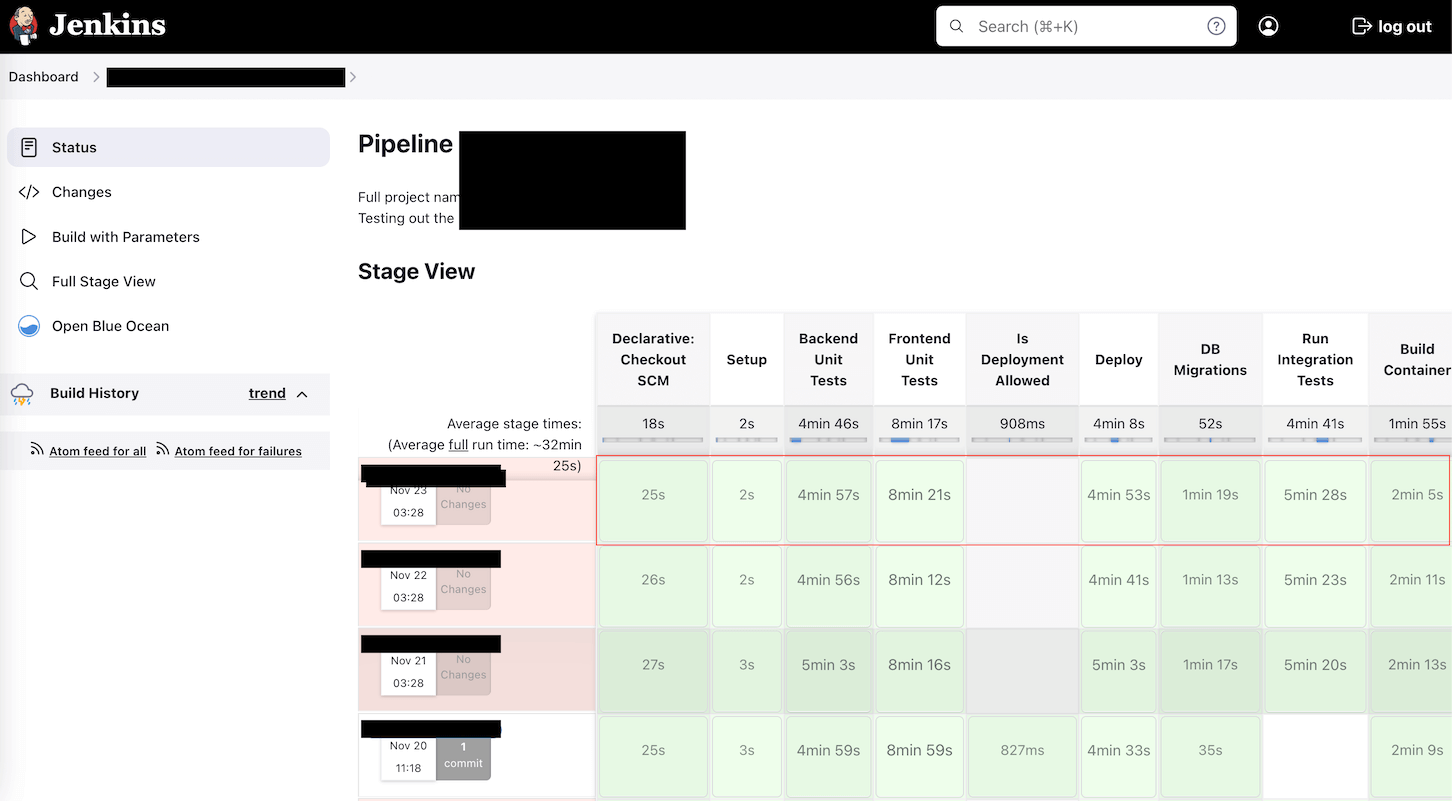 Jenkins
Search (⌘+K)
?
log out
Dashboard
Status
Changes
Build with Parameters
Full Stage View
Open Blue Ocean
Build History
trend
Atom feed for all
Atom feed for failures
Pipeline
Full project nam
Testing out the
Stage View
Declarative:
Checkout
SCM
Setup
Backend
Unit
Tests
Frontend
Unit
Tests
Is
Deployment
Allowed
Deploy
DB
Migrations
Run
Integration
Tests
Build
Container
Average stage times:
(Average full run time: ~32min
25s)
18s 2s 4min 46s 8min 17s 908ms 4min 8s 52s 4min 41s 1min 55s
Nov 23
03:28
No
Changes
25s 2s 4min 57s 8min 21s 4min 53s 1min 19s 5min 28s 2min 5s
Nov 22
03:28
No
Changes
26s 2s 4min 56s 8min 12s 4min 41s 1min 13s 5min 23s 2min 11s
Nov 21
03:28
No
Changes
27s 3s 5min 3s 8min 16s 5min 3s 1min 17s 5min 20s 2min 13s
Nov 20
11:18
1
commit
25s 3s 4min 59s 8min 59s 827ms 4min 33s 35s 2min 9s